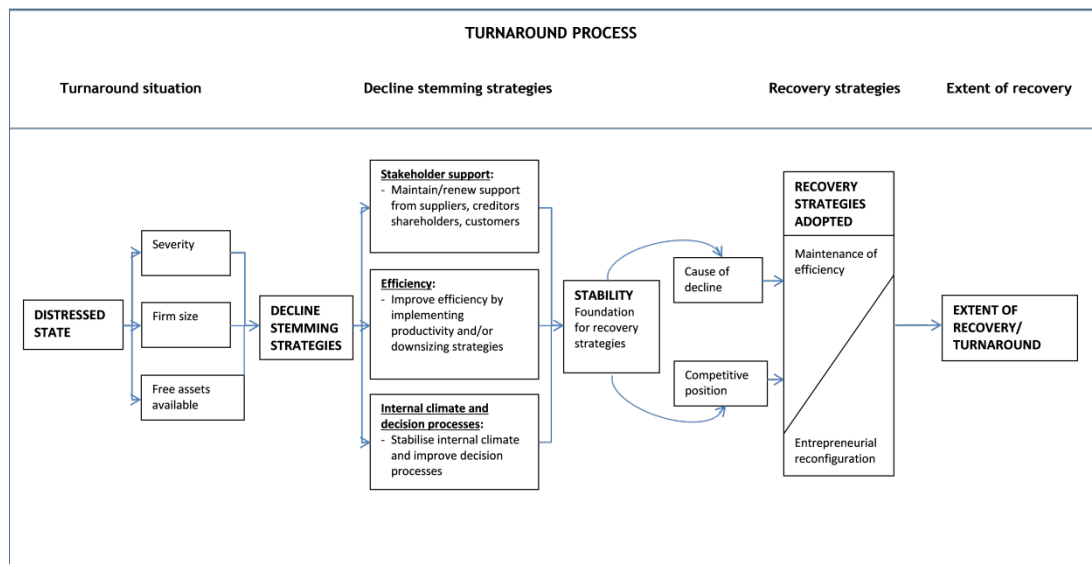 TURNAROUND PROCESS
Turnaround situation
Decline stemming strategies
Recovery strategies
Extent of recovery
DISTRESSED
STATE
Severity
Firm size
Free assets
available
DECLINE
STEMMING
STRATEGIES
Stakeholder support:
- Maintain/renew support
from suppliers, creditors
shareholders, customers
Efficiency:
- Improve efficiency by
implementing
productivity and/or
downsizing strategies
Internal climate and
decision processes:
- Stabilise internal climate
and improve decision
processes
STABILITY
Foundation
for recovery
strategies
Cause of
decline
Competitive
position
RECOVERY
STRATEGIES
ADOPTED
Maintenance of
efficiency
Entrepreneurial
reconfiguration
EXTENT OF
RECOVERY/
TURNAROUND